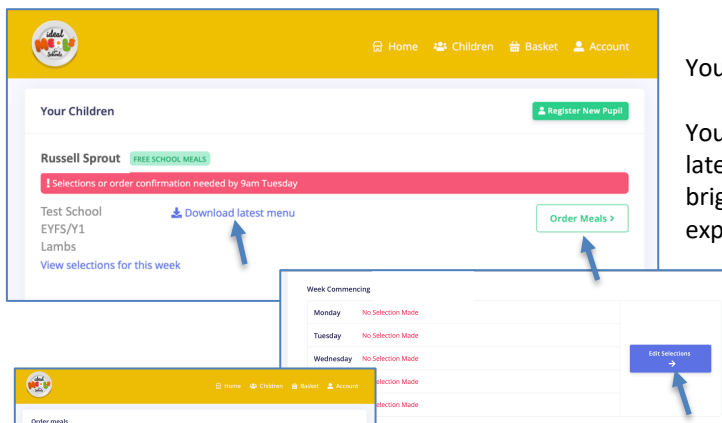 ideal
MEALS
for
Schools
Home Children Basket Account
Your Children
Register New Pupil
Russell Sprout FREE SCHOOL MEALS
! Selections or order confirmation needed by 9am Tuesday
Test School
Download latest menu
Order Meals >
EYFS/Y1
Lambs
View selections for this week
You
You
late
brig
exp
Week Commencing
Monday No Selection Made
Tuesday No Selection Made
Wednesday No Selection Made
Edit Selections
election Made
election Made
Home Children Basket Account
Order meals